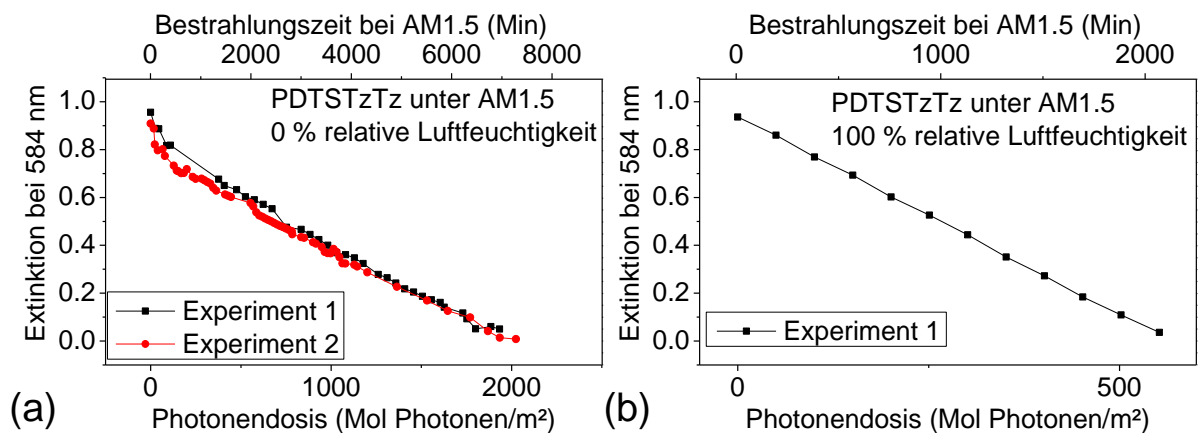 Bestrahlungszeit bei AM1.5 (Min)
0 2000 4000 6000 8000
PDTSTzTz unter AM1.5
0 % relative Luftfeuchtigkeit
Extinktion bei 584 nm
1.0
0.8
0.6
0.4
0.2
0.0
Experiment 1
Experiment 2
0 1000 2000
Photonendosis (Mol Photonen/m²)
(a)
Bestrahlungszeit bei AM1.5 (Min)
0 1000 2000
PDTSTzTz unter AM1.5
100 % relative Luftfeuchtigkeit
Extinktion bei 584 nm
1.0
0.8
0.6
0.4
0.2
0.0
Experiment 1
0 500
Photonendosis (Mol Photonen/m²)
(b)